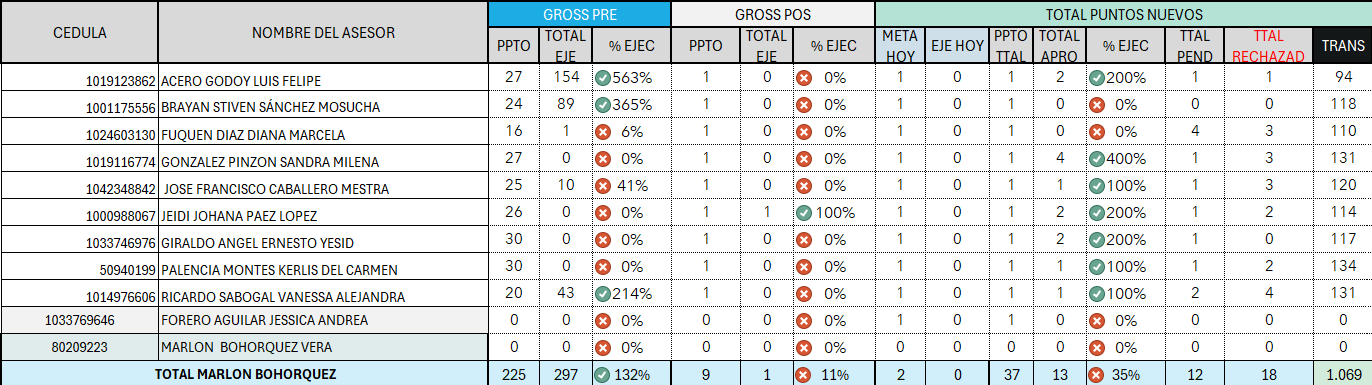 CEDULA NOMBRE DEL ASESOR GROSS PRE GROSS POS TOTAL PUNTOS NUEVOS
PPTO TOTAL EJE % EJEC PPTO TOTAL EJE % EJEC META HOY EJE HOY PPTO TTAL TOTAL APRO % EJEC TTAL PEND TTAL RECHAZAD TRANS
1019123862 ACERO GODOY LUIS FELIPE 27 154 563% 1 0 0% 1 0 1 2 200% 1 1 94
1001175556 BRAYAN STIVEN SÁNCHEZ MOSUCHA 24 89 365% 1 0 0% 1 0 1 0 0% 0 0 118
1024603130 FUQUEN DIAZ DIANA MARCELA 16 1 6% 1 0 0% 1 0 1 0 0% 4 3 110
1019116774 GONZALEZ PINZON SANDRA MILENA 27 0 0% 1 0 0% 1 0 1 4 400% 1 3 131
1042348842 JOSE FRANCISCO CABALLERO MESTRA 25 10 41% 1 0 0% 1 0 1 1 100% 1 3 120
1000988067 JEIDI JOHANA PAEZ LOPEZ 26 0 0% 1 1 100% 1 0 1 2 200% 1 2 114
1033746976 GIRALDO ANGEL ERNESTO YESID 30 0 0% 1 0 0% 1 0 1 2 200% 1 0 117
50940199 PALENCIA MONTES KERLIS DEL CARMEN 30 0 0% 1 0 0% 1 0 1 1 100% 1 2 134
1014976606 RICARDO SABOGAL VANESSA ALEJANDRA 20 43 214% 1 0 0% 1 0 1 1 100% 2 4 131
1033769646 FORERO AGUILAR JESSICA ANDREA 0 0 0% 0 0 0% 1 0 1 0 0% 0 0 0
80209223 MARLON BOHORQUEZ VERA 0 0 0% 0 0 0% 0 0 0 0 0% 0 0 0
TOTAL MARLON BOHORQUEZ 225 297 132% 9 1 11% 2 0 37 13 35% 12 18 1.069